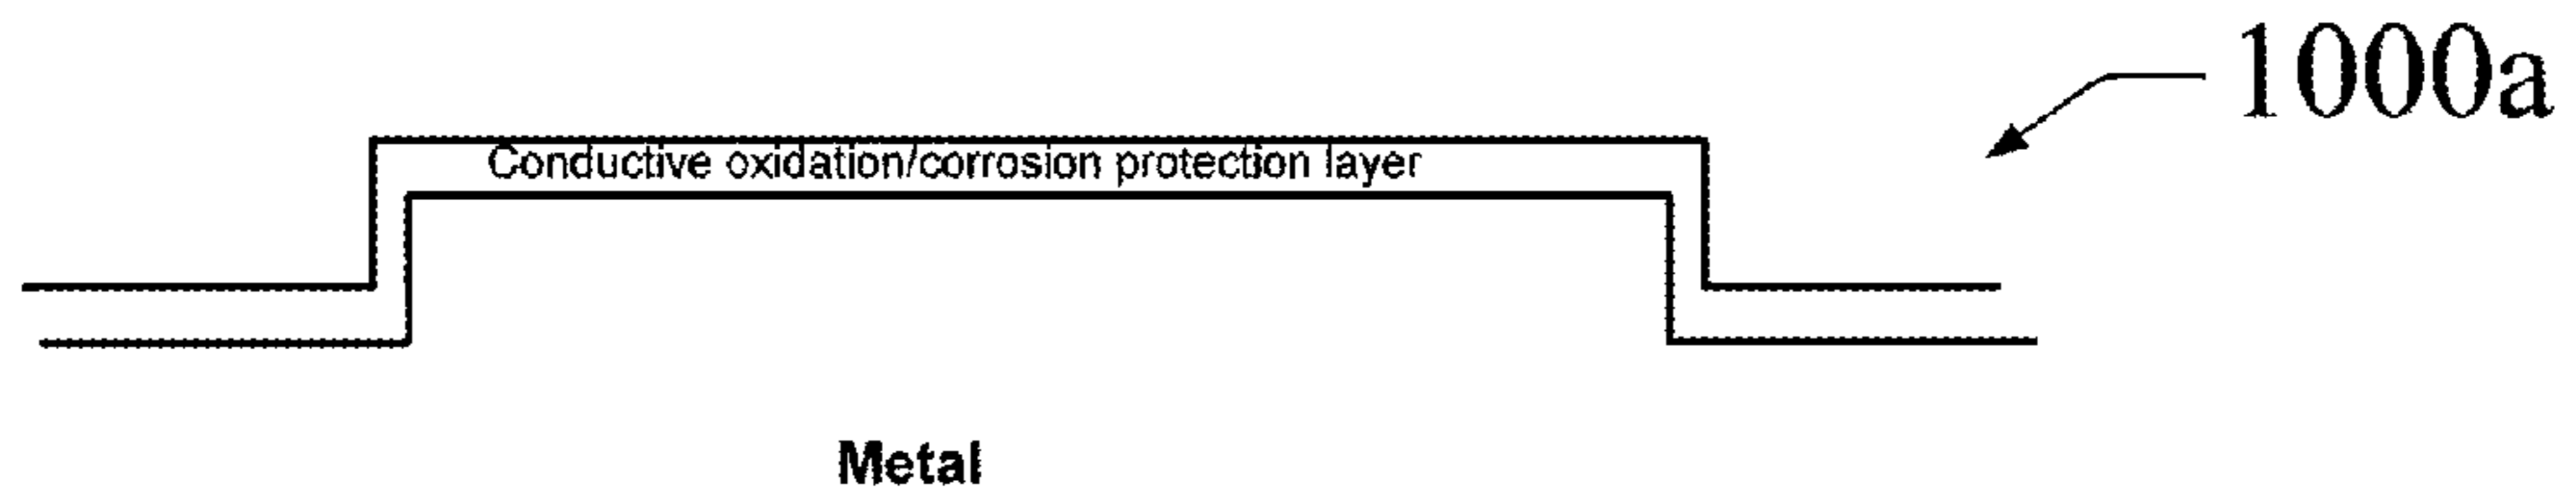 1000a
Conductive oxidation/corrosion protection layer
Metal